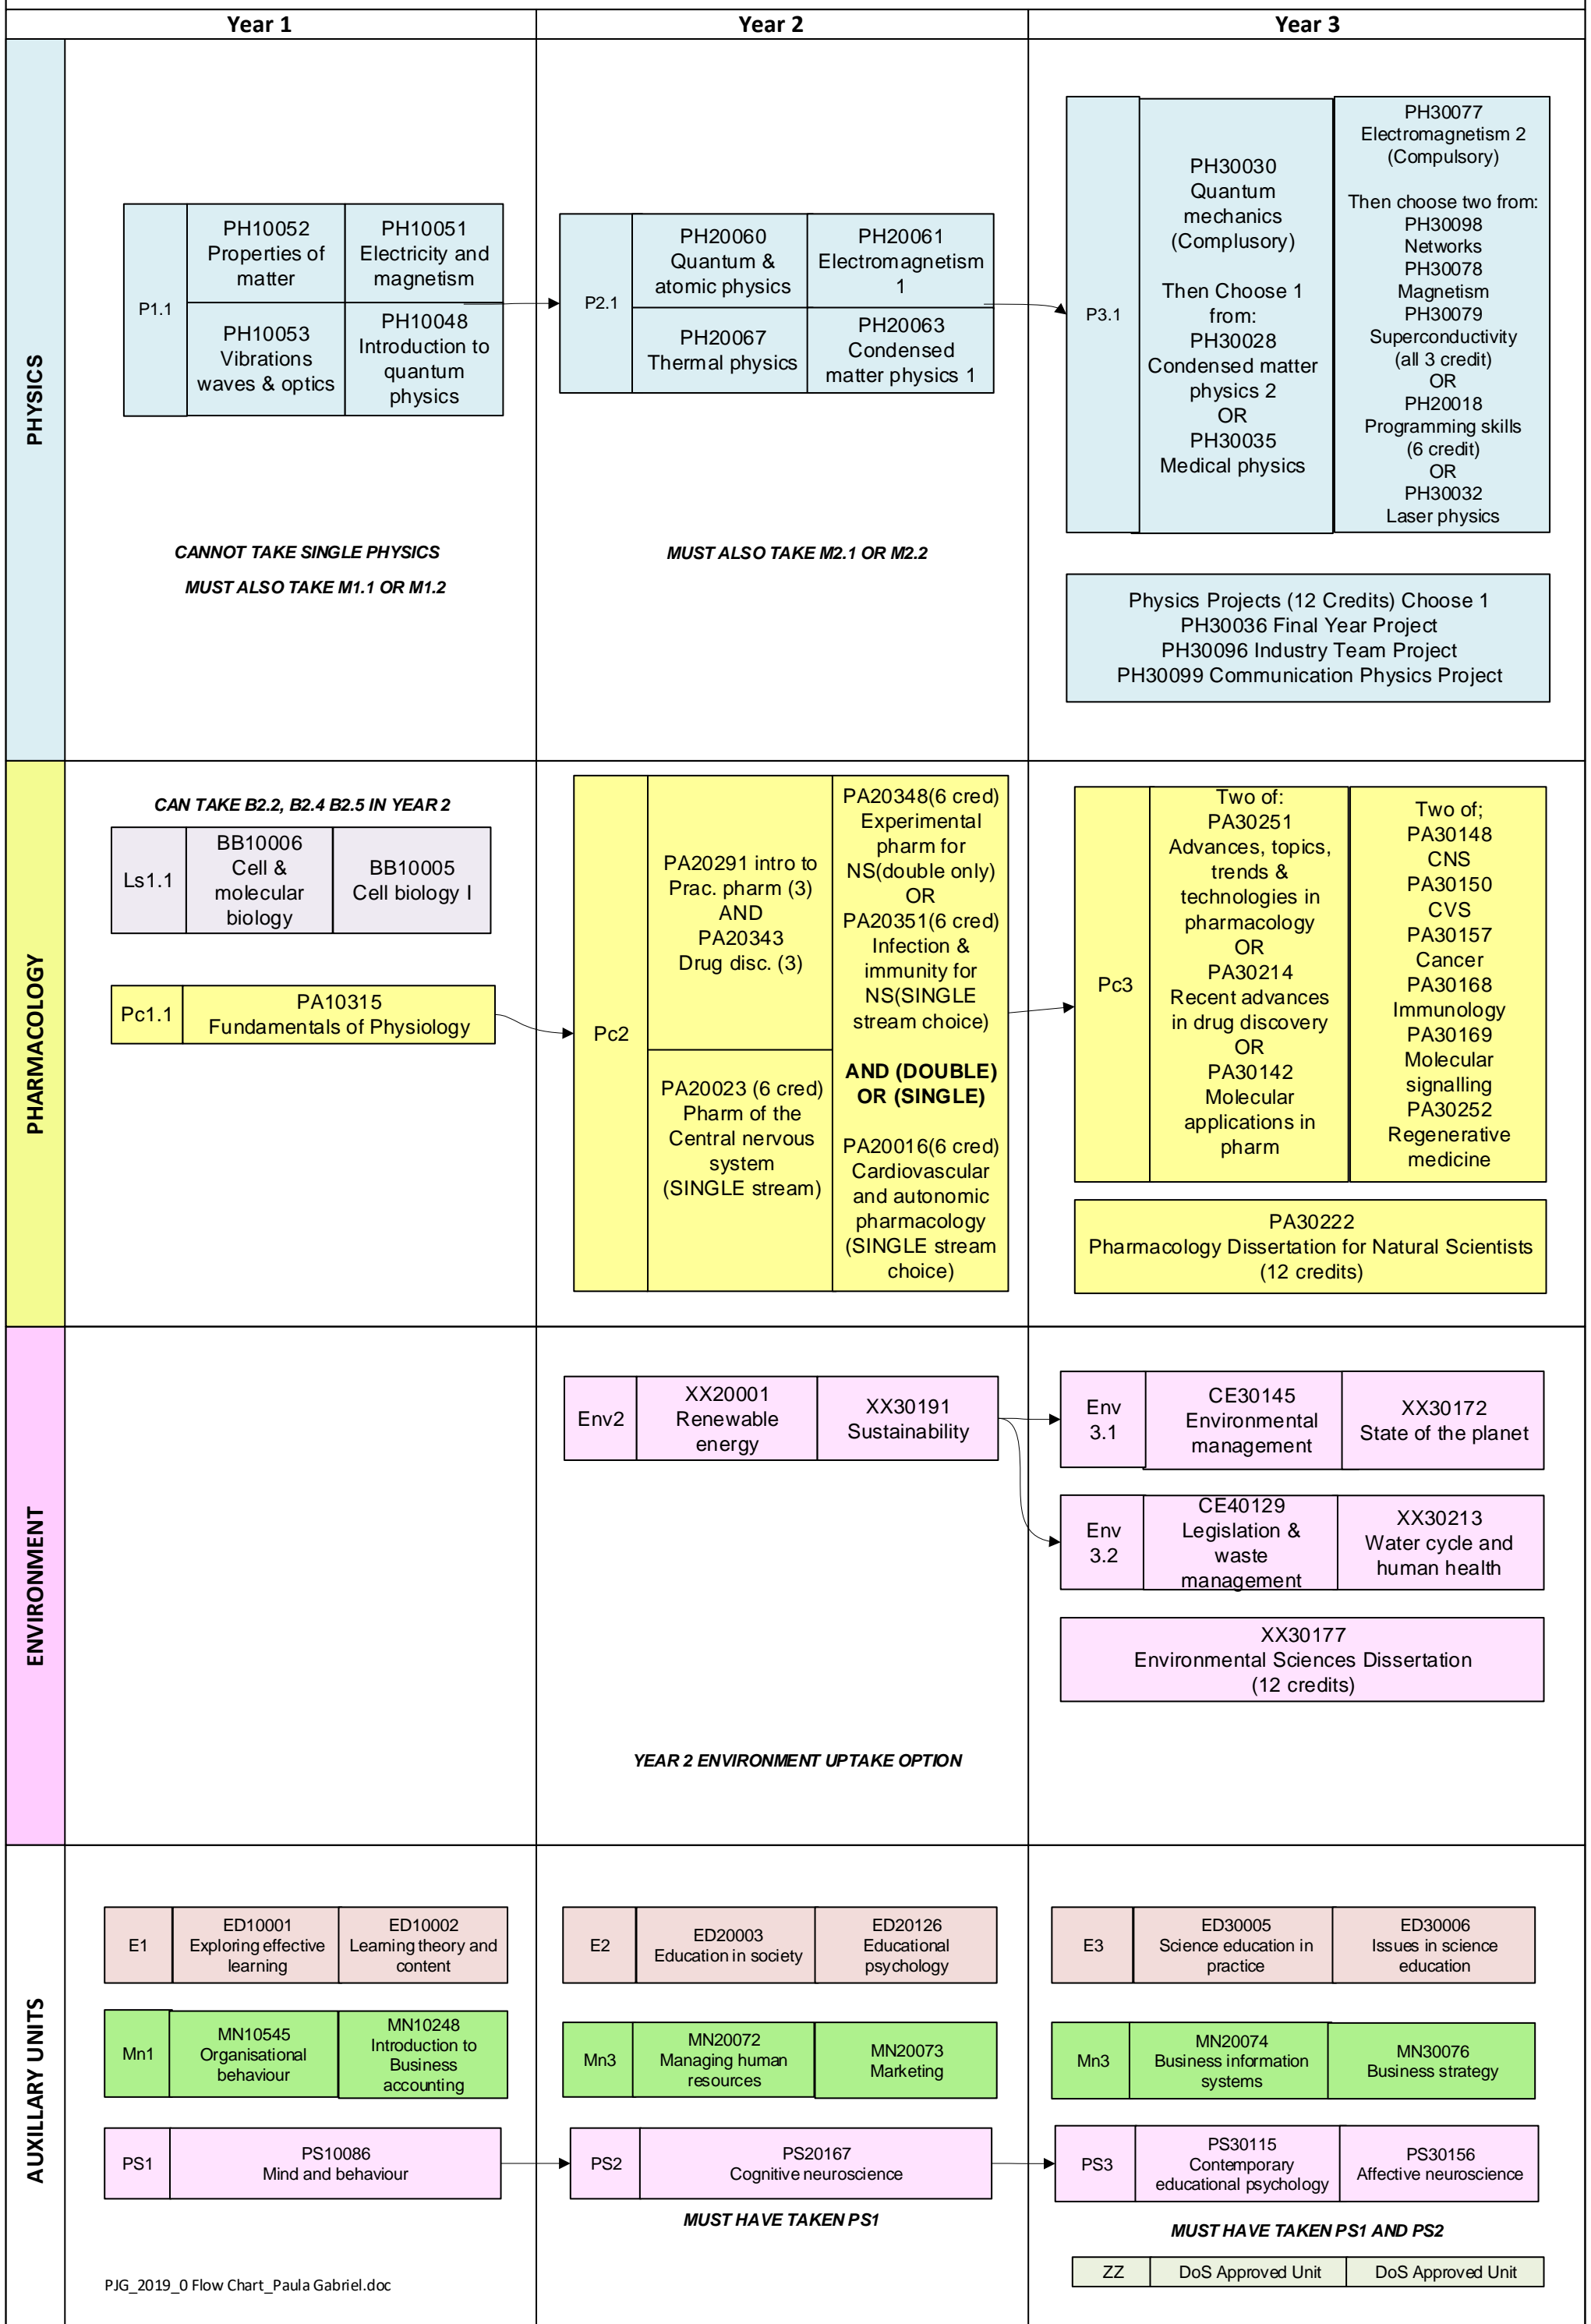 Year 1
Year 2
Year 3
PHYSICS
P1.1
PH10052
Properties of
matter
PH10051
Electricity and
magnetism
PH10053
Vibrations
waves & optics
PH10048
Introduction to
quantum
physics
CANNOT TAKE SINGLE PHYSICS
MUST ALSO TAKE M1.1 OR M1.2
P2.1
PH20060
Quantum &
atomic physics
PH20061
Electromagnetism
1
PH20067
Thermal physics
PH20063
Condensed
matter physics 1
MUST ALSO TAKE M2.1 OR M2.2
P3.1
PH30030
Quantum
mechanics
(Complusory)
Then Choose 1
from:
PH30028
Condensed matter
physics 2
OR
PH30035
Medical physics
PH30077
Electromagnetism 2
(Compulsory)
Then choose two from:
PH30098
Networks
PH30078
Magnetism
PH30079
Superconductivity
(all 3 credit)
OR
PH20018
Programming skills
(6 credit)
OR
PH30032
Laser physics
Physics Projects (12 Credits) Choose 1
PH30036 Final Year Project
PH30096 Industry Team Project
PH30099 Communication Physics Project
PHARMACOLOGY
CAN TAKE B2.2, B2.4 B2.5 IN YEAR 2
Ls1.1
BB10006
Cell &
molecular
biology
BB10005
Cell biology I
Pc1.1
PA10315
Fundamentals of Physiology
Pc2
PA20291 intro to
Prac. pharm (3)
AND
PA20343
Drug disc. (3)
PA20023 (6 cred)
Pharm of the
Central nervous
system
(SINGLE stream)
PA20348(6 cred)
Experimental
pharm for
NS(double only)
OR
PA20351(6 cred)
Infection &
immunity for
NS(SINGLE
stream choice)
AND (DOUBLE)
OR (SINGLE)
PA20016(6 cred)
Cardiovascular
and autonomic
pharmacology
(SINGLE stream
choice)
Pc3
Two of:
PA30251
Advances, topics,
trends &
technologies in
pharmacology
OR
PA30214
Recent advances
in drug discovery
OR
PA30142
Molecular
applications in
pharm
Two of;
PA30148
CNS
PA30150
CVS
PA30157
Cancer
PA30168
Immunology
PA30169
Molecular
signalling
PA30252
Regenerative
medicine
PA30222
Pharmacology Dissertation for Natural Scientists
(12 credits)
ENVIRONMENT
Env2
XX20001
Renewable
energy
XX30191
Sustainability
YEAR 2 ENVIRONMENT UPTAKE OPTION
Env
3.1
CE30145
Environmental
management
XX30172
State of the planet
Env
3.2
CE40129
Legislation &
waste
management
XX30213
Water cycle and
human health
XX30177
Environmental Sciences Dissertation
(12 credits)
AUXILLARY UNITS
E1
ED10001
Exploring effective
learning
ED10002
Learning theory and
content
E2
ED20003
Education in society
ED20126
Educational
psychology
E3
ED30005
Science education in
practice
ED30006
Issues in science
education
Mn1
MN10545
Organisational
behaviour
MN10248
Introduction to
Business
accounting
Mn3
MN20072
Managing human
resources
MN20073
Marketing
Mn3
MN20074
Business information
systems
MN30076
Business strategy
PS1
PS10086
Mind and behaviour
PS2
PS20167
Cognitive neuroscience
MUST HAVE TAKEN PS1
PS3
PS30115
Contemporary
educational psychology
PS30156
Affective neuroscience
MUST HAVE TAKEN PS1 AND PS2
ZZ
DoS Approved Unit
DoS Approved Unit
PJG_2019_0 Flow Chart_Paula Gabriel.doc